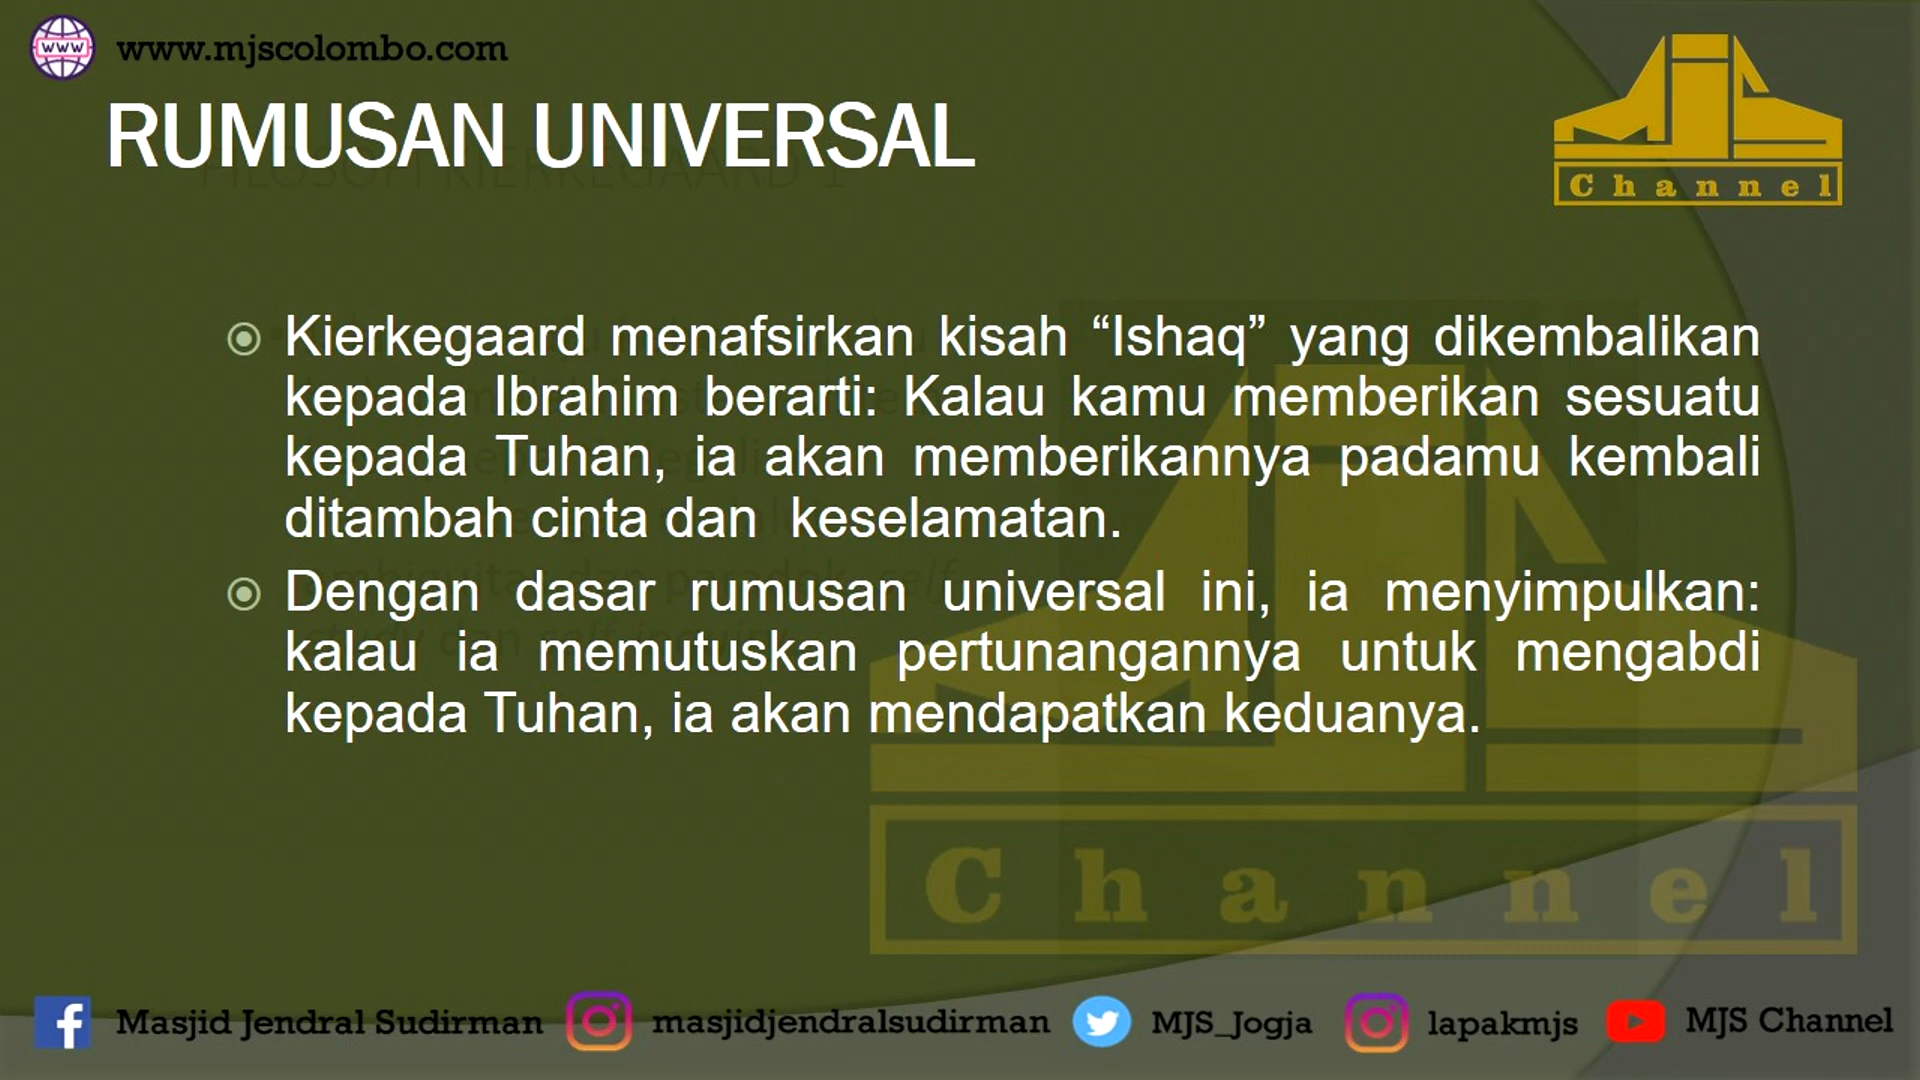 www.mjscolombo.com
RUMUSAN UNIVERSAL
MJS
Channel
Kierkegaard menafsirkan kisah “Ishaq” yang dikembalikan
kepada Ibrahim berarti: Kalau kamu memberikan sesuatu
kepada Tuhan, ia akan memberikannya padamu kembali
ditambah cinta dan keselamatan.
Dengan dasar rumusan universal ini, ia menyimpulkan:
kalau ia memutuskan pertunangannya untuk mengabdi
kepada Tuhan, ia akan mendapatkan keduanya.
Channel
Masjid Jendral Sudirman masjidjendralsudirman MJS_Jogja lapakmjs MJS Channel